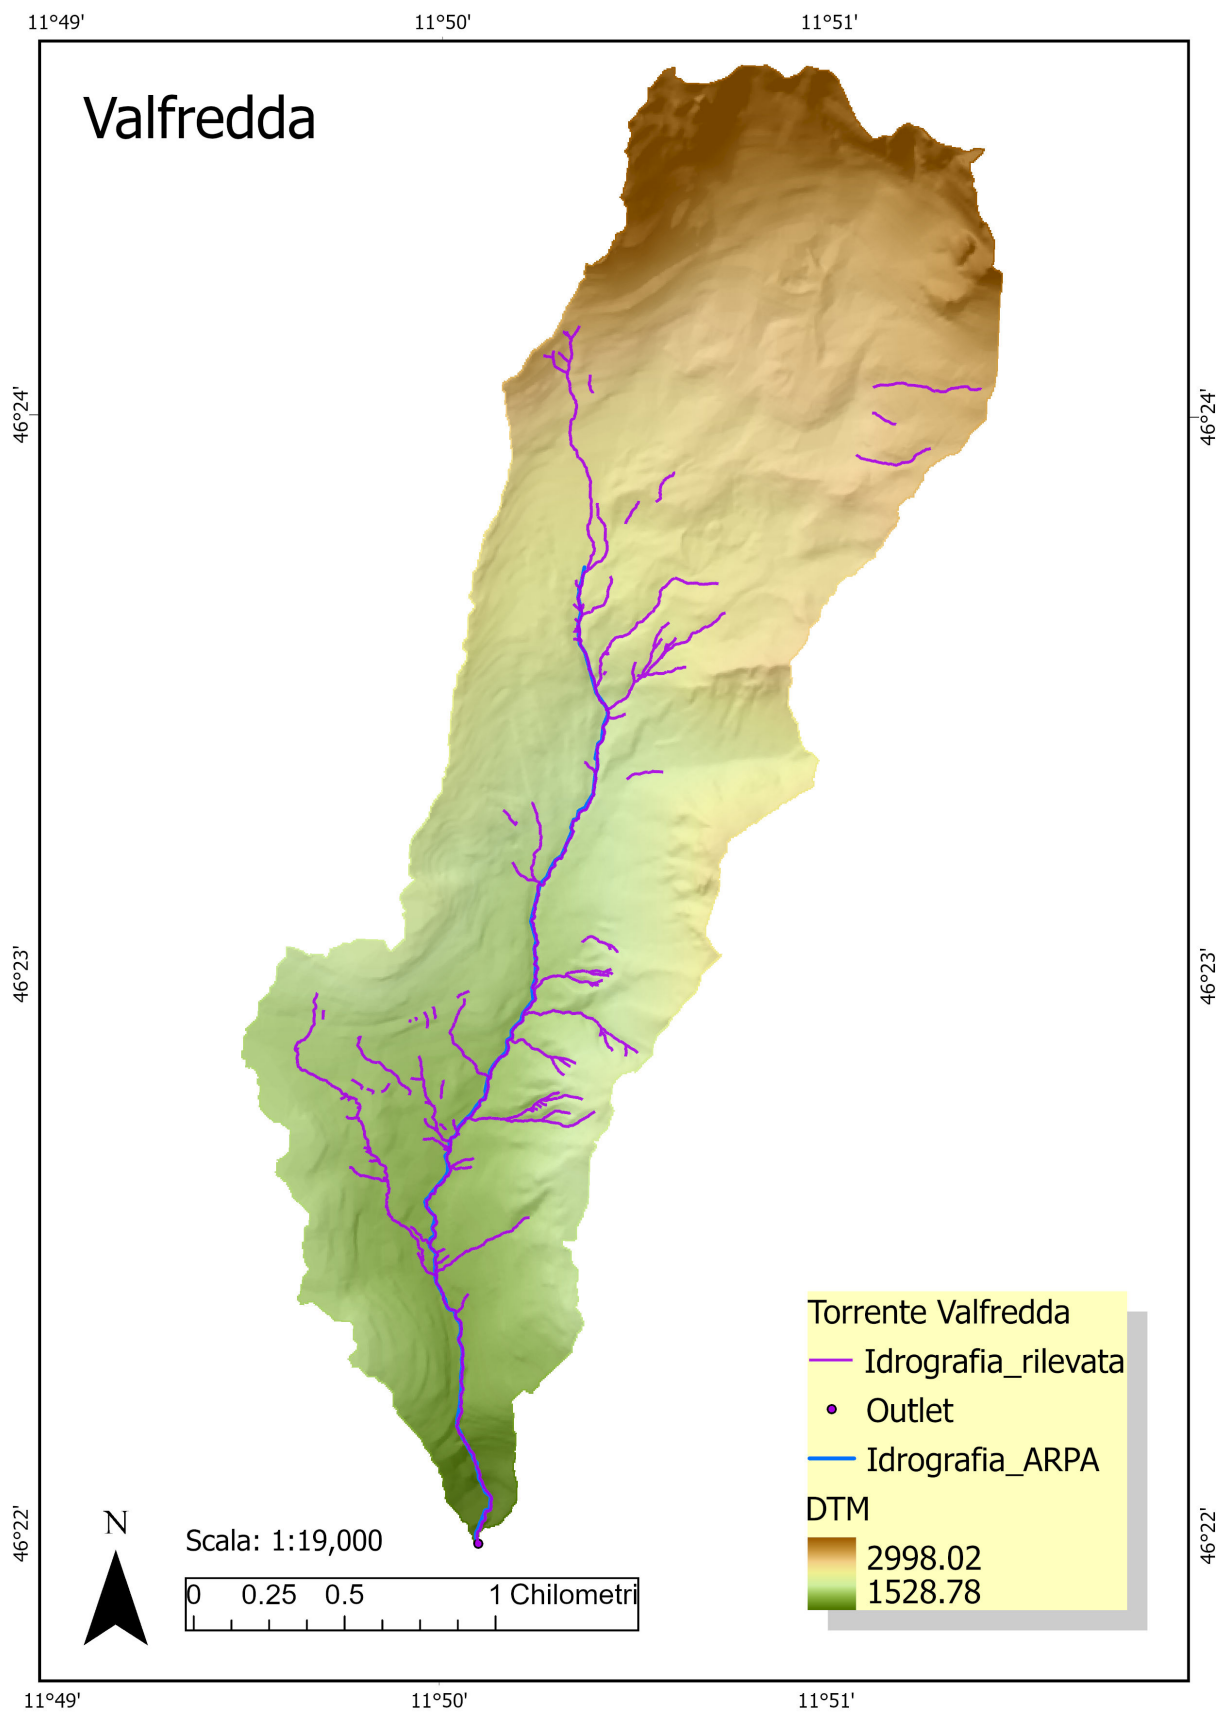 11°49' 11°50' 11°51'
Valfredda
46°24' 46°24'
46°23' 46°23'
46°22' 46°22'
Torrente Valfredda
Idrografia_rilevata
Outlet
Idrografia_ARPA
DTM
2998.02
1528.78
N
Scala: 1:19,000
0 0.25 0.5 1 Chilometri
11°49' 11°50' 11°51'